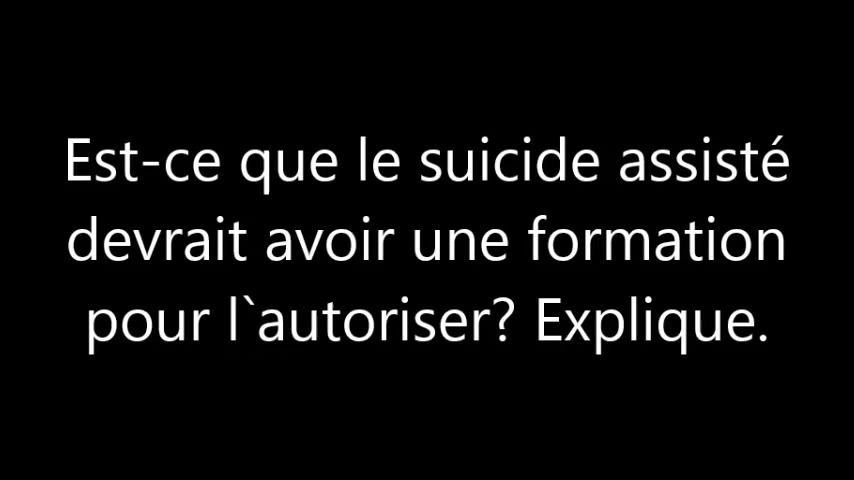 Est-ce que le suicide assisté
devrait avoir une formation
pour l`autoriser? Explique.